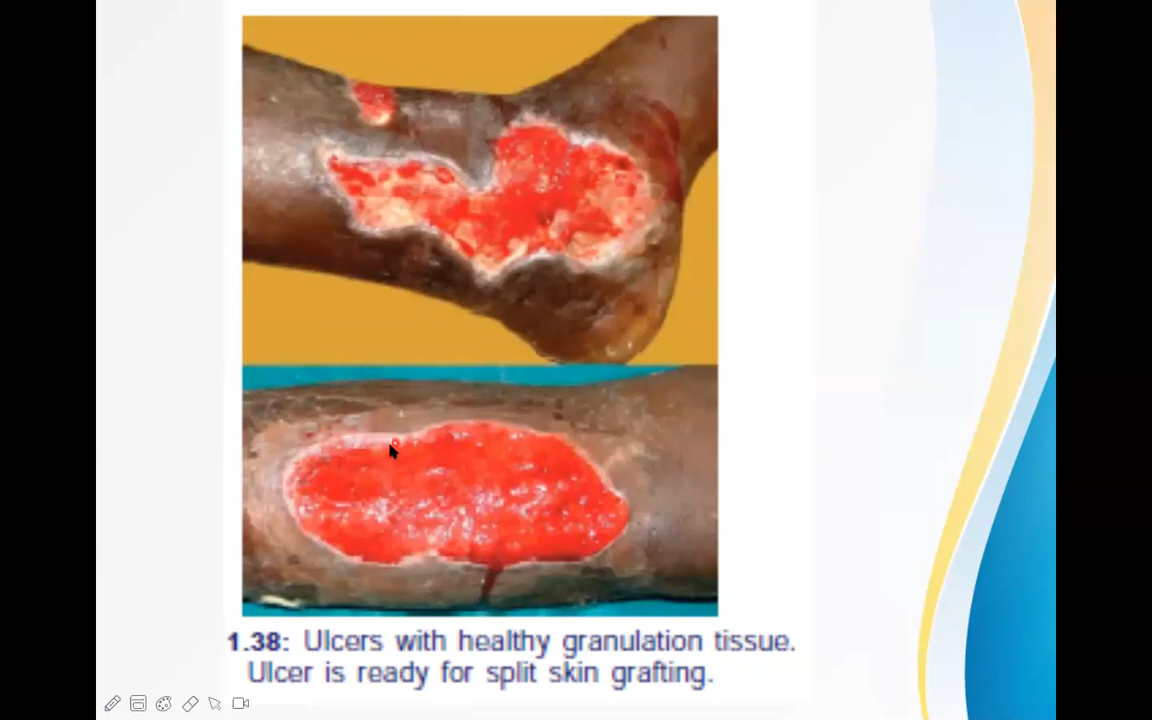 1.38: Ulcers with healthy granulation tissue.
Ulcer is ready for split skin grafting.